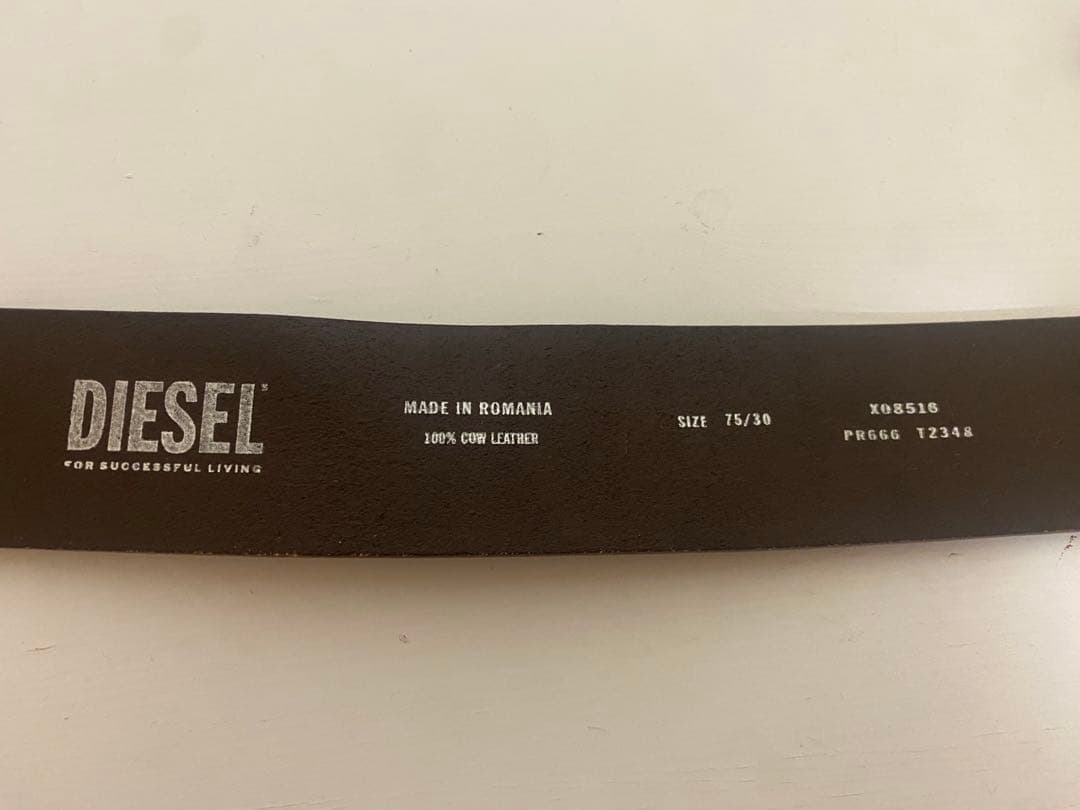 DIESEL
FOR SUCCESSFUL LIVING
MADE IN ROMANIA
100% COW LEATHER
SIZE 75/30
X08516
PR666 T2348